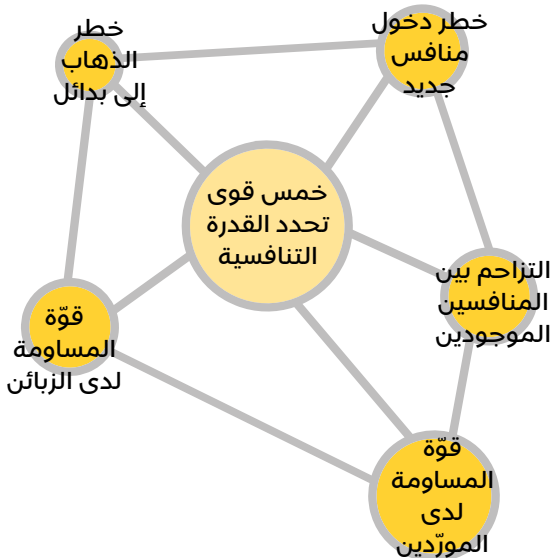 خطر دخول
منافس
جديد
خطر
الذهاب
إلى بدائل
خمس قوى
تحدد القدرة
التنافسية
التزاحم بين
المنافسين
الموجودين
قوّة
المساومة
لدى الزبائن
قوّة
المساومة
لدى
المورّدين